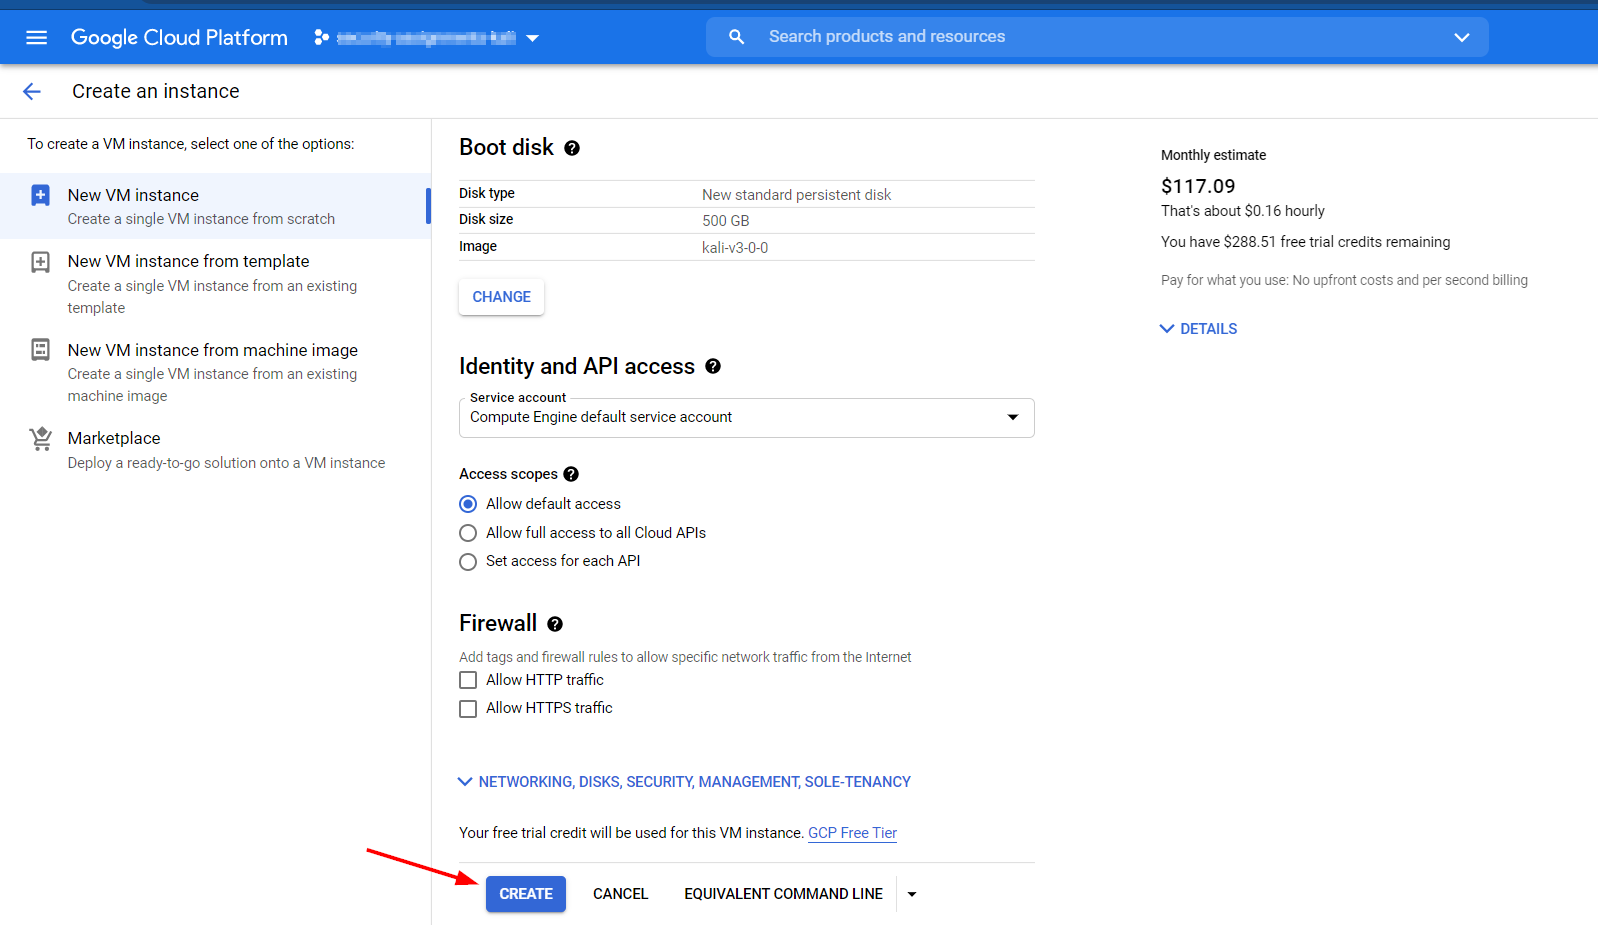 Google Cloud Platform
Search products and resources
Create an instance
To create a VM instance, select one of the options:
New VM instance
Create a single VM instance from scratch
New VM instance from template
Create a single VM instance from an existing
template
New VM instance from machine image
Create a single VM instance from an existing
machine image
Marketplace
Deploy a ready-to-go solution onto a VM instance
Boot disk
Disk type New standard persistent disk
Disk size 500 GB
Image kali-v3-0-0
CHANGE
Identity and API access
Service account
Compute Engine default service account
Access scopes
Allow default access
Allow full access to all Cloud APIs
Set access for each API
Firewall
Add tags and firewall rules to allow specific network traffic from the Internet
Allow HTTP traffic
Allow HTTPS traffic
NETWORKING, DISKS, SECURITY, MANAGEMENT, SOLE-TENANCY
Your free trial credit will be used for this VM instance. GCP Free Tier
CREATE CANCEL EQUIVALENT COMMAND LINE
Monthly estimate
$117.09
That's about $0.16 hourly
You have $288.51 free trial credits remaining
Pay for what you use: No upfront costs and per second billing
DETAILS